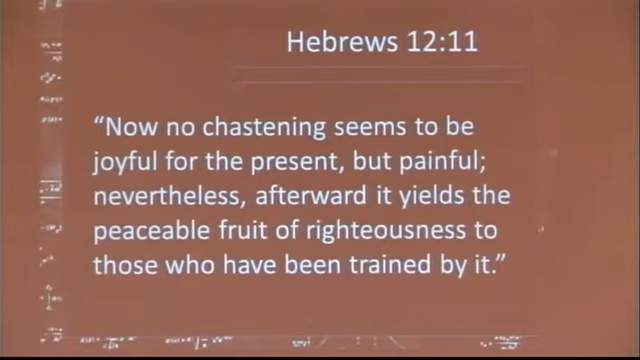 Hebrews 12:11
“Now no chastening seems to be
joyful for the present, but painful;
nevertheless, afterward it yields the
peaceable fruit of righteousness to
those who have been trained by it.”